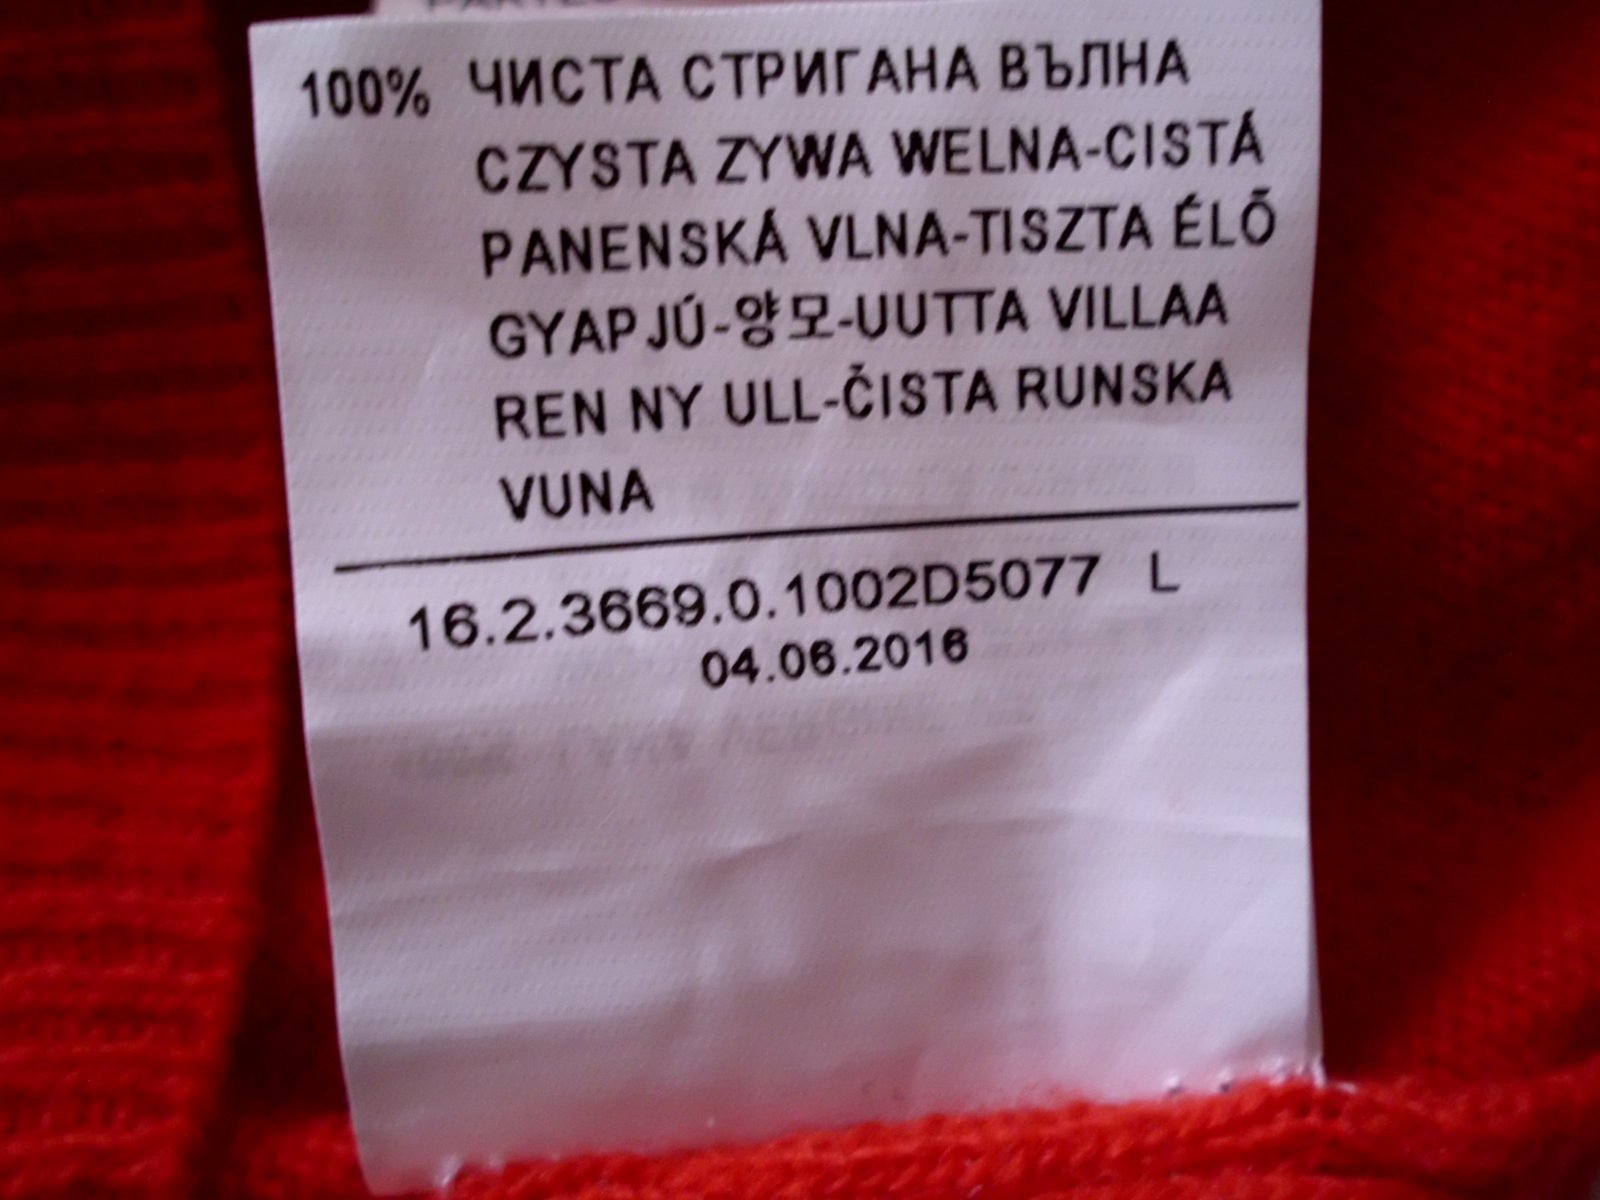 100% ЧИСТА СТРИГАНА ВЪЛНА
CZYSTA ZYWA WELNA-CISTÁ
PANENSKÁ VLNA-TISZTA ÉLŐ
GYAPJÚ-양모-UUTTA VILLAA
REN NY ULL-ČISTA RUNSKA
VUNA
16.2.3669.0.1002D5077 L
04.06.2016